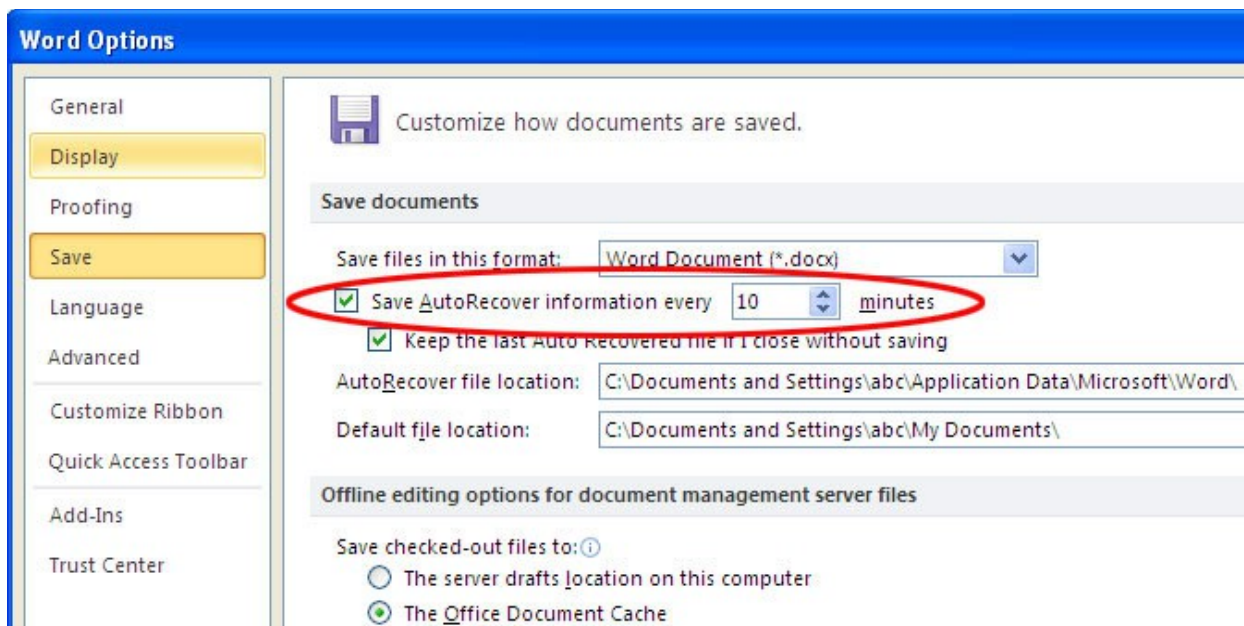 Word Options
General
Display
Proofing
Save
Language
Advanced
Customize Ribbon
Quick Access Toolbar
Add-Ins
Trust Center
Customize how documents are saved.
Save documents
Save files in this format: Word Document (*.docx)
Save AutoRecover information every 10 minutes
Keep the last Auto Recovered file if I close without saving
AutoRecover file location: C:\Documents and Settings\abc\Application Data\Microsoft\Word\
Default file location: C:\Documents and Settings\abc\My Documents\
Offline editing options for document management server files
Save checked-out files to:
The server drafts location on this computer
The Office Document Cache